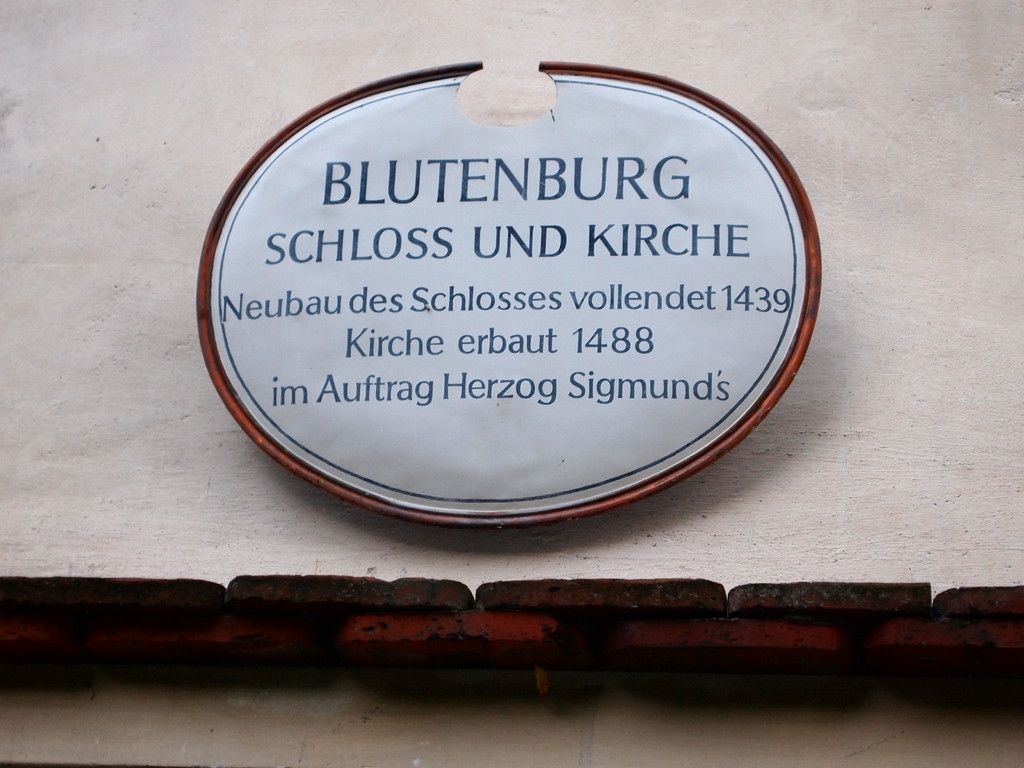 BLUTENBURG
SCHLOSS UND KIRCHE
Neubau des Schlosses vollendet 1439
Kirche erbaut 1488
im Auftrag Herzog Sigmund's